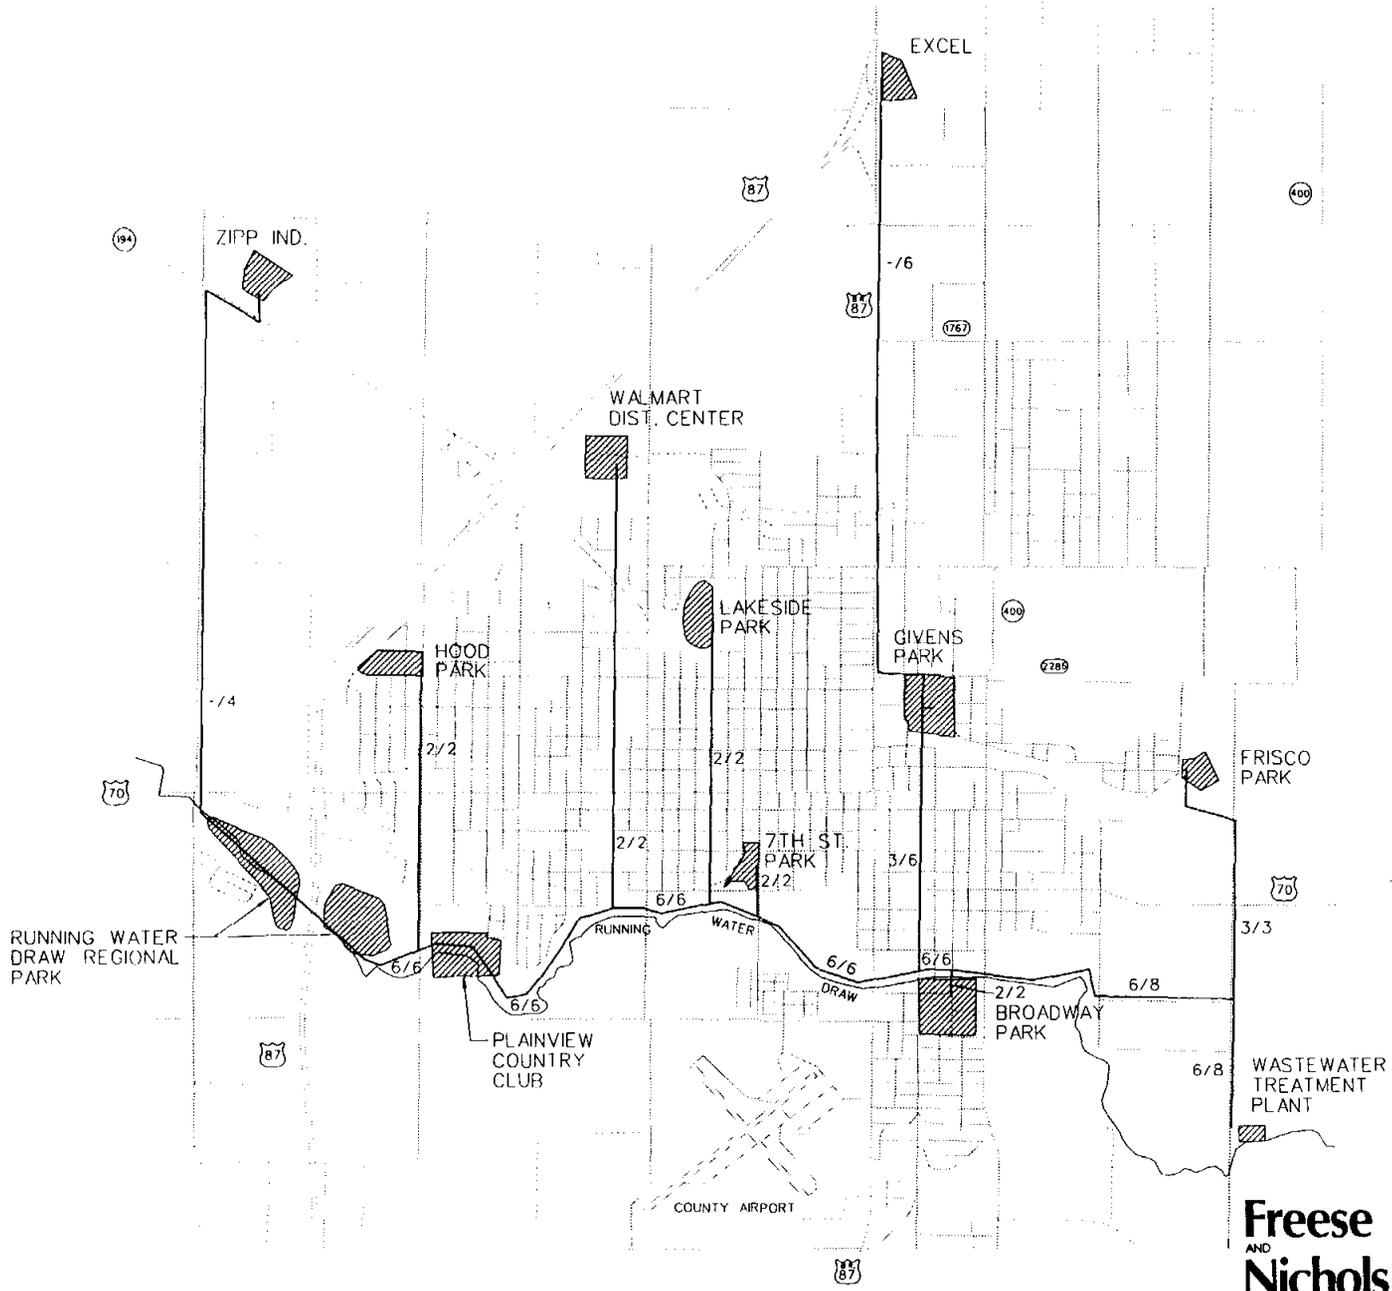 EXCEL
87
400
194
ZIPP IND.
-/6
87
1767
WALMART
DIST. CENTER
LAKESIDE
PARK
400
GIVENS
PARK
HOOD
PARK
2286
-/4
2/2
2/2
FRISCO
PARK
70
2/2
7TH ST.
PARK
2/2
3/6
70
6/6
RUNNING
WATER
3/3
RUNNING WATER
DRAW REGIONAL
PARK
6/6
6/6
6/6
DRAW
6/8
2/2
BROADWAY
PARK
6/6
87
PLAINVIEW
COUNTRY
CLUB
6/8
WASTEWATER
TREATMENT
PLANT
COUNTY AIRPORT
Freese
AND
Nichols
87